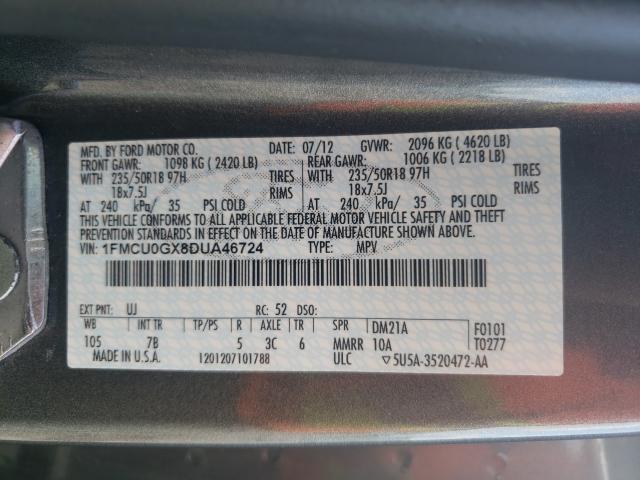 MFD. BY FORD MOTOR CO. DATE: 07/12 GVWR: 2096 KG ( 4620 LB)
FRONT GAWR: 1098 KG ( 2420 LB) REAR GAWR: 1006 KG ( 2218 LB)
WITH 235/50R18 97H TIRES WITH 235/50R18 97H TIRES
18x7.5J RIMS 18x7.5J RIMS
AT 240 kPa/ 35 PSI COLD AT 240 kPa/ 35 PSI COLD
THIS VEHICLE CONFORMS TO ALL APPLICABLE FEDERAL MOTOR VEHICLE SAFETY AND THEFT
PREVENTION STANDARDS IN EFFECT ON THE DATE OF MANUFACTURE SHOWN ABOVE.
VIN: 1FMCU0GX8DUA46724 TYPE: MPV
EXT PNT: UJ RC: 52 DSO:
WB INT TR TP/PS R AXLE TR SPR DM21A F0101
105 7B 5 3C 6 MMRR 10A T0277
MADE IN U.S.A. 1201207101788 ULC ▽5U5A-3520472-AA